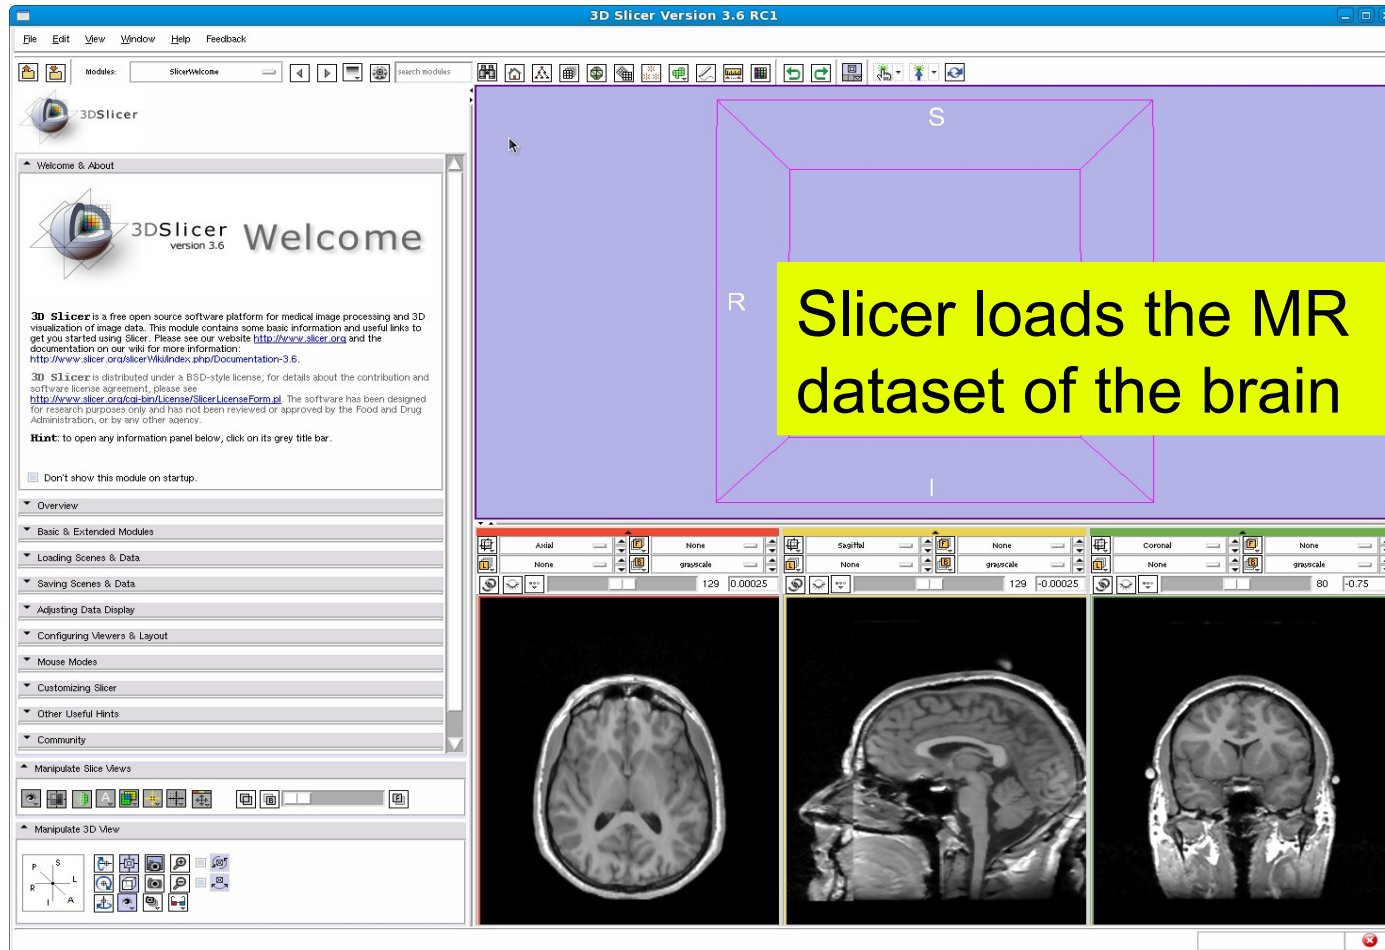 3D Slicer Version 3.6 RC1
File Edit View Window Help Feedback
Modules: SlicerWelcome search modules
3DSlicer
Welcome & About
3DSlicer
version 3.6
Welcome
3D Slicer is a free open source software platform for medical image processing and 3D
visualization of image data. This module contains some basic information and useful links to
get you started using Slicer. Please see our website http://www.slicer.org and the
documentation on our wiki for more information:
http://www.slicer.org/slicerWiki/index.php/Documentation-3.6.
3D Slicer is distributed under a BSD-style license; for details about the contribution and
software license agreement, please see
http://www.slicer.org/cgi-bin/License/SlicerLicenseForm.pl. The software has been designed
for research purposes only and has not been reviewed or approved by the Food and Drug
Administration, or by any other agency.
Hint: to open any information panel below, click on its grey title bar.
Don't show this module on startup.
Overview
Basic & Extended Modules
Loading Scenes & Data
Saving Scenes & Data
Adjusting Data Display
Configuring Viewers & Layout
Mouse Modes
Customizing Slicer
Other Useful Hints
Community
Manipulate Slice Views
Manipulate 3D View
P S
R L
I A
S
R
I
Slicer loads the MR
dataset of the brain
Axial None
None grayscale
129 0.00025
Sagittal None
None grayscale
129 -0.00025
Coronal None
None grayscale
80 -0.75